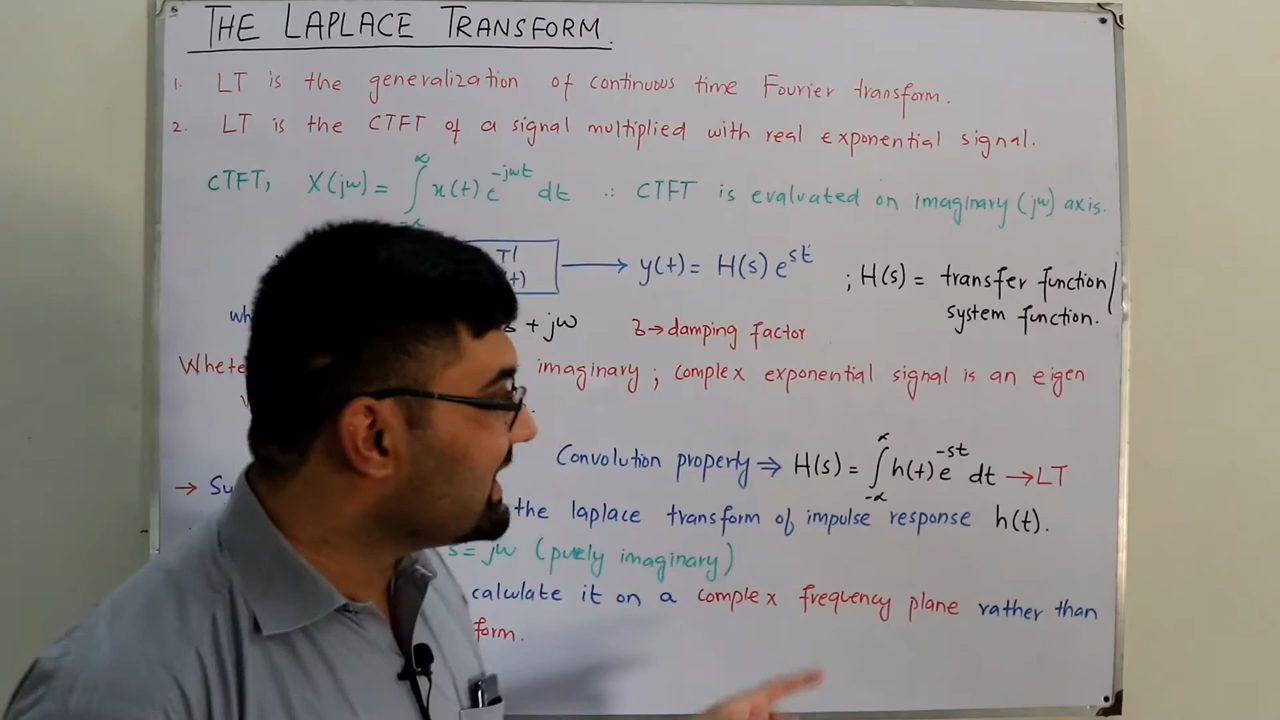 THE LAPLACE TRANSFORM.
1. LT is the generalization of continuous time Fourier transform.
2. LT is the CTFT of a signal multiplied with real exponential signal.
CTFT, X(jω) = ∫_{-∞}^{∞} x(t) e^{-jωt} dt ∴ CTFT is evaluated on imaginary (jω) axis.
→ y(t) = H(s) e^{st} ; H(s) = transfer function/
system function.
+ jω → damping factor
imaginary ; complex exponential signal is an eigen
Convolution property ⇒ H(s) = ∫_{-∞}^{∞} h(t) e^{-st} dt → LT
→ the laplace transform of impulse response h(t).
s = jω (purely imaginary)
calculate it on a complex frequency plane rather than
form.